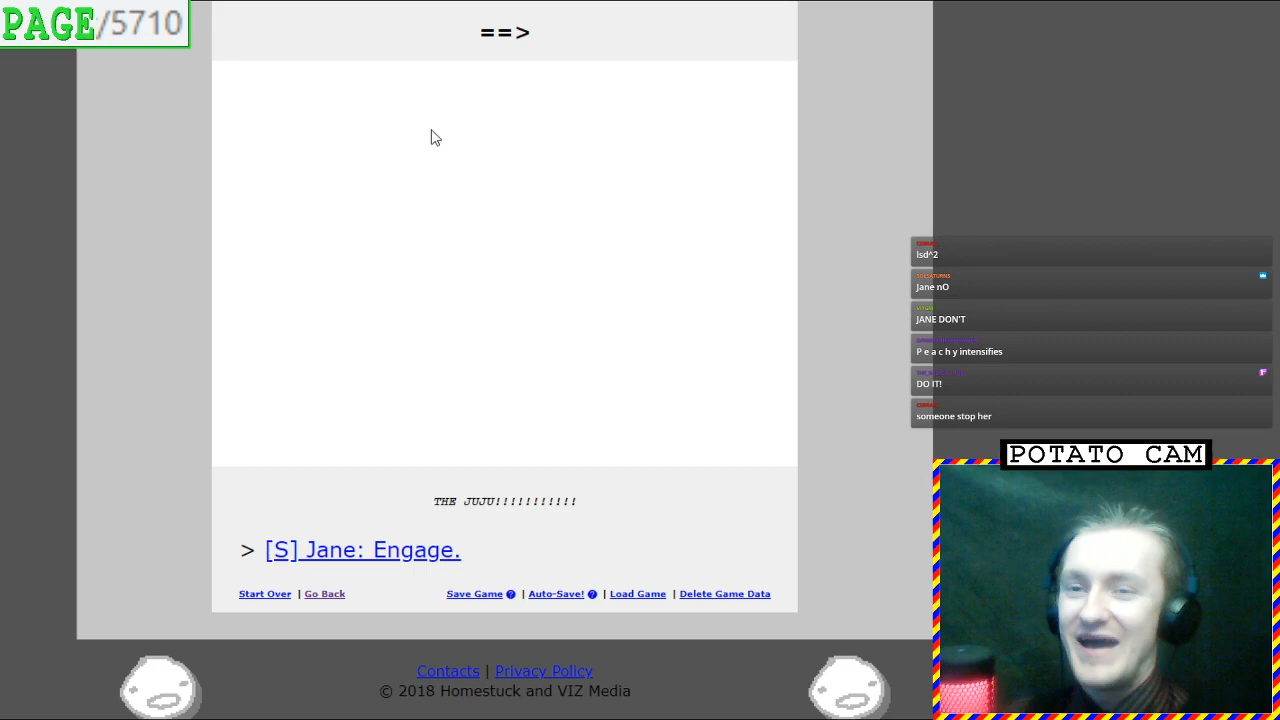 PAGE/5710
==>
lsd^2
Jane nO
JANE DON'T
P e a c h y intensifies
DO IT!
someone stop her
POTATO CAM
THE JUJU!!!!!!!!!!!
> [S] Jane: Engage.
Start Over | Go Back
Save Game ? | Auto-Save! ? | Load Game | Delete Game Data
Contacts | Privacy Policy
© 2018 Homestuck and VIZ Media